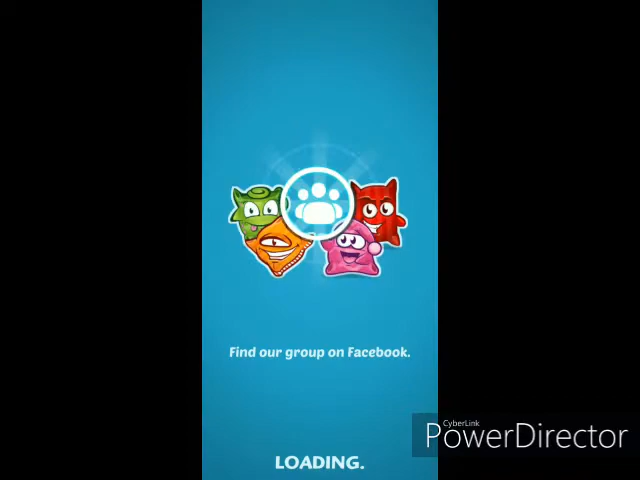 Find our group on Facebook.
CyberLink
PowerDirector
LOADING.